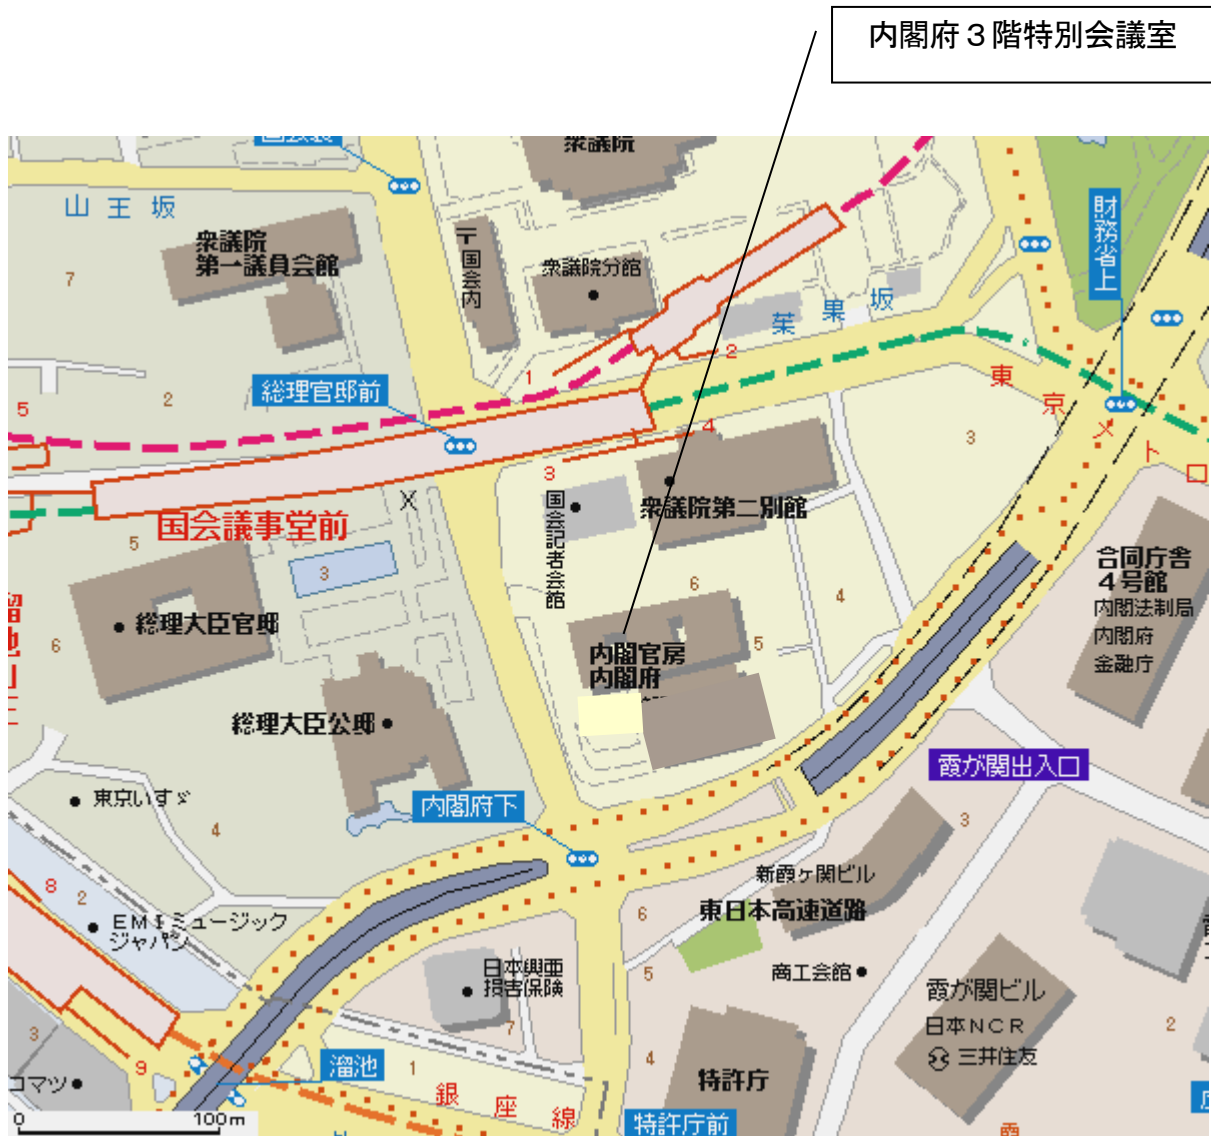 内閣府３階特別会議室
衆議院
山王坂
衆議院
第一議員会館
〒国会内
衆議院分館
財務省上
茱萸坂
7
2
5
総理官邸前
1
2
東京メトロ
3
4
3
国会記者会館
衆議院第二別館
国会議事堂前
5
3
合同庁舎
４号館
内閣法制局
内閣府
金融庁
6
4
総理大臣官邸
6
5
内閣官房
内閣府
総理大臣公邸
霞が関出入口
東京いすゞ
内閣府下
4
3
新霞ヶ関ビル
東日本高速道路
8
2
ＥＭＩミュージック
ジャパン
6
日本興亜
損害保険
5
商工会館
霞が関ビル
日本ＮＣＲ
三井住友
7
2
3
コマツ
9
溜池
1
4
特許庁
銀座線
特許庁前
0
100m